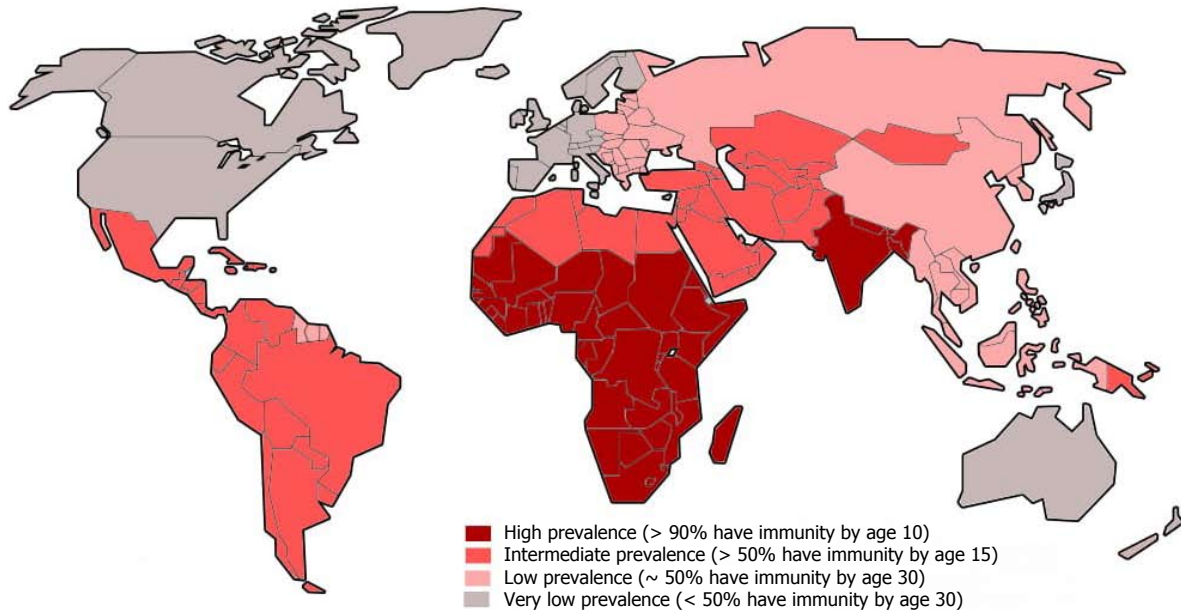 High prevalence (> 90% have immunity by age 10)
Intermediate prevalence (> 50% have immunity by age 15)
Low prevalence (~ 50% have immunity by age 30)
Very low prevalence (< 50% have immunity by age 30)